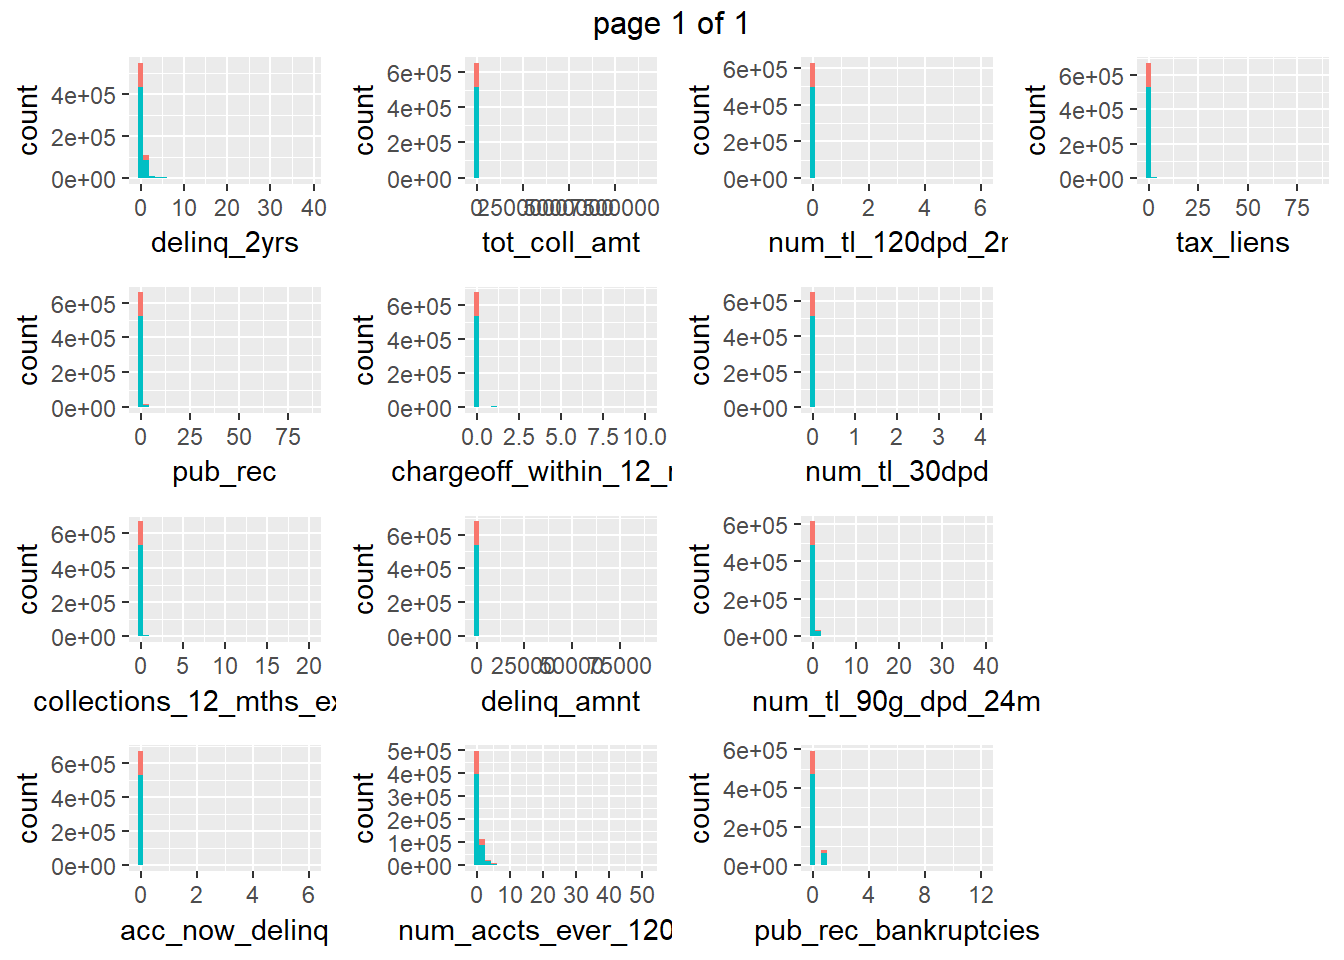 page 1 of 1
count
4e+05
2e+05
0e+00
0 10 20 30 40
delinq_2yrs
count
6e+05
4e+05
2e+05
0e+00
0
tot_coll_amt
count
6e+05
4e+05
2e+05
0e+00
0 2 4 6
num_tl_120dpd_2
count
6e+05
4e+05
2e+05
0e+00
0 25 50 75
tax_liens
count
6e+05
4e+05
2e+05
0e+00
0 25 50 75
pub_rec
count
6e+05
4e+05
2e+05
0e+00
0.0 2.5 5.0 7.5 10.0
chargeoff_within_12_
count
6e+05
4e+05
2e+05
0e+00
0 1 2 3 4
num_tl_30dpd
count
6e+05
4e+05
2e+05
0e+00
0 5 10 15 20
collections_12_mths_ex
count
6e+05
4e+05
2e+05
0e+00
0 25000 50000 75000
delinq_amnt
count
6e+05
4e+05
2e+05
0e+00
0 10 20 30 40
num_tl_90g_dpd_24m
count
6e+05
4e+05
2e+05
0e+00
0 2 4 6
acc_now_delinq
count
5e+05
4e+05
3e+05
2e+05
1e+05
0e+00
0 10 20 30 40 50
num_accts_ever_120
count
6e+05
4e+05
2e+05
0e+00
0 4 8 12
pub_rec_bankruptcies